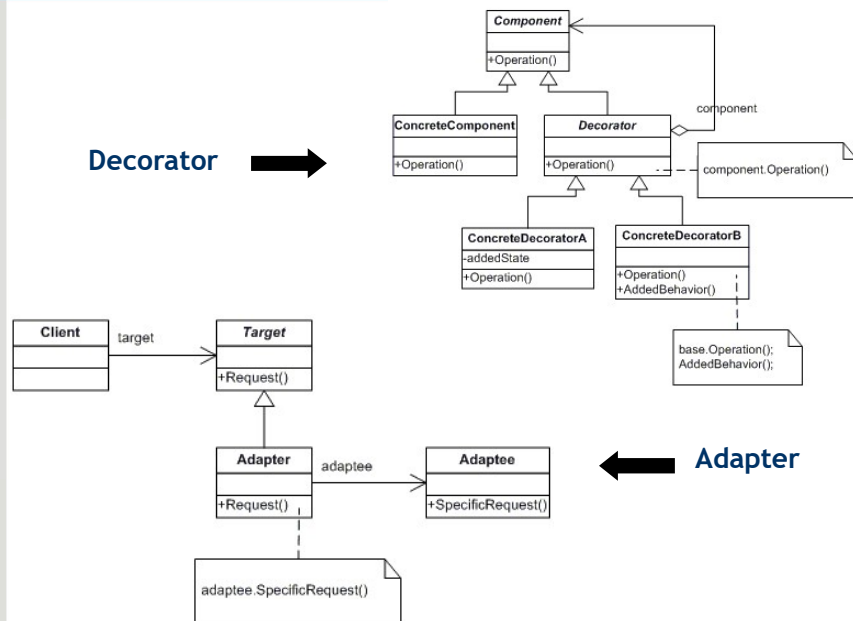 Component
+Operation()
component
ConcreteComponent
+Operation()
Decorator
+Operation()
component.Operation()
Decorator
ConcreteDecoratorA
-addedState
+Operation()
ConcreteDecoratorB
+Operation()
+AddedBehavior()
base.Operation();
AddedBehavior();
Client
target
Target
+Request()
Adapter
+Request()
adaptee
Adaptee
+SpecificRequest()
Adapter
adaptee.SpecificRequest()